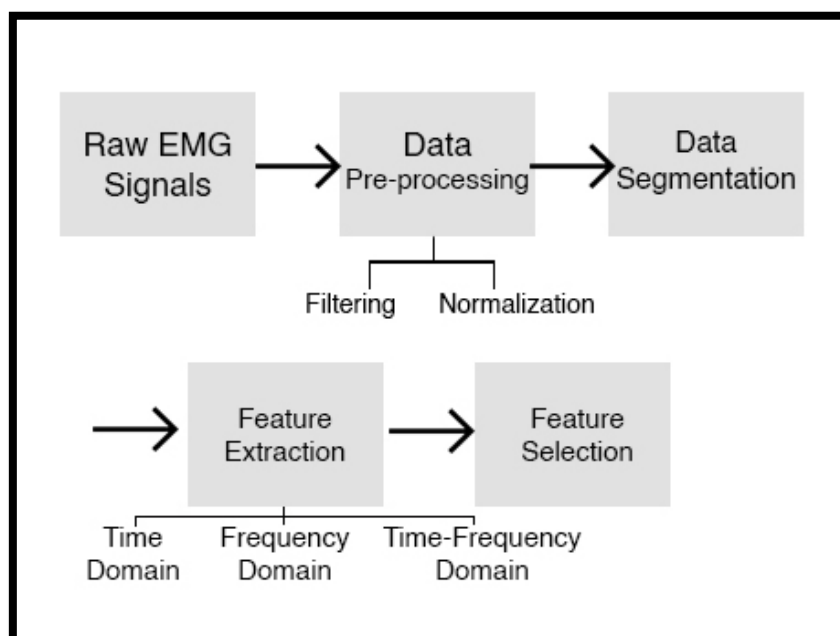 Raw EMG
Signals
Data
Pre-processing
Data
Segmentation
Filtering
Normalization
Feature
Extraction
Feature
Selection
Time
Domain
Frequency
Domain
Time-Frequency
Domain